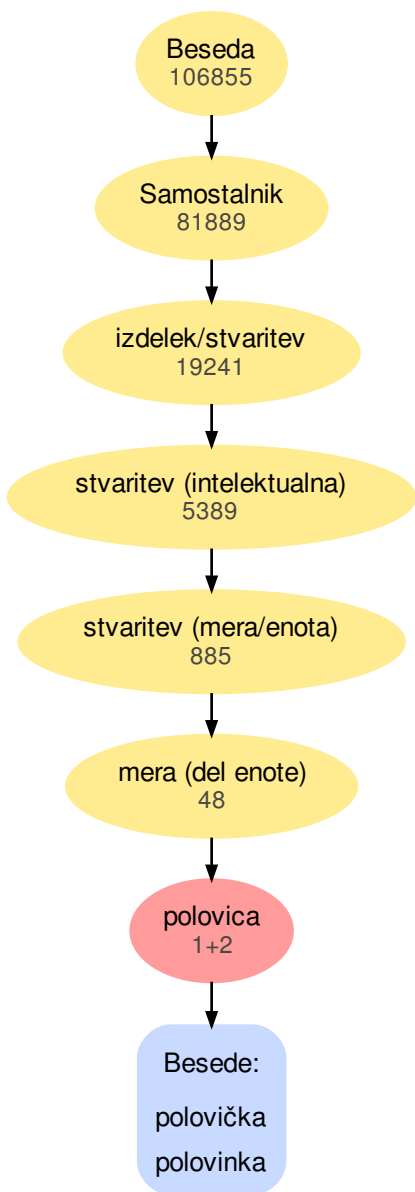 Beseda
106855
Samostalnik
81889
izdelek/stvaritev
19241
stvaritev (intelektualna)
5389
stvaritev (mera/enota)
885
mera (del enote)
48
polovica
1+2
Besede:
polovička
polovinka